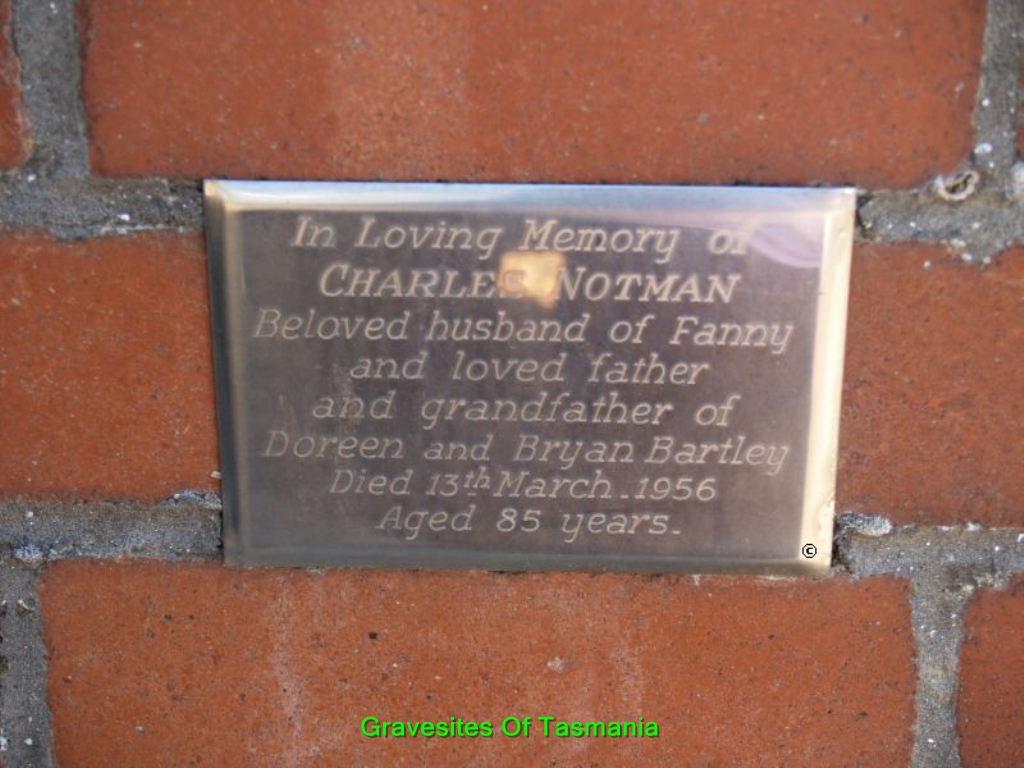 In Loving Memory of
CHARLES NOTMAN
Beloved husband of Fanny
and loved father
and grandfather of
Doreen and Bryan Bartley
Died 13th March. 1956
Aged 85 years.
©
Gravesites Of Tasmania